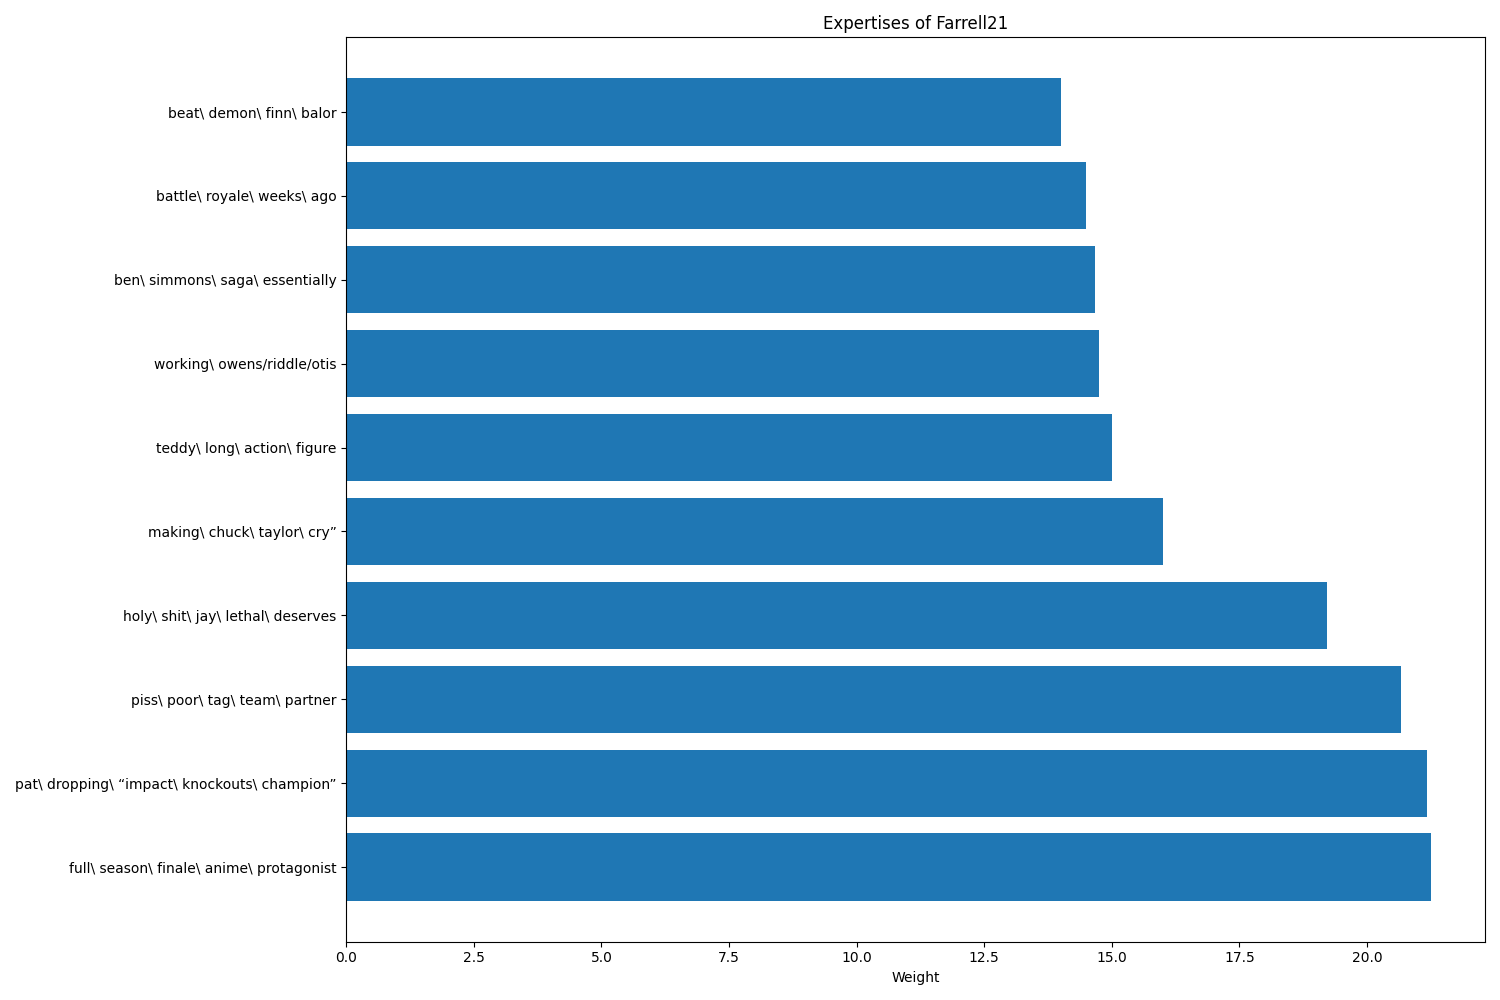 Expertises of Farrell21
beat\ demon\ finn\ balor
battle\ royale\ weeks\ ago
ben\ simmons\ saga\ essentially
working\ owens/riddle/otis
teddy\ long\ action\ figure
making\ chuck\ taylor\ cry”
holy\ shit\ jay\ lethal\ deserves
piss\ poor\ tag\ team\ partner
pat\ dropping\ “impact\ knockouts\ champion”
full\ season\ finale\ anime\ protagonist
0.0 2.5 5.0 7.5 10.0 12.5 15.0 17.5 20.0
Weight